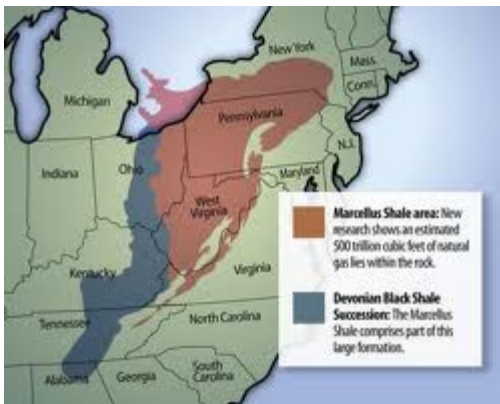 New York
Mass.
Conn.
Michigan
Pennsylvania
N.J.
Indiana
Ohio
Maryland
West
Virginia
Marcellus Shale area: New
research shows an estimated
500 trillion cubic feet of natural
gas lies within the rock.
Kentucky
Virginia
Devonian Black Shale
Succession: The Marcellus
Shale comprises part of this
large formation.
Tennessee
North Carolina
Alabama
Georgia
South
Carolina